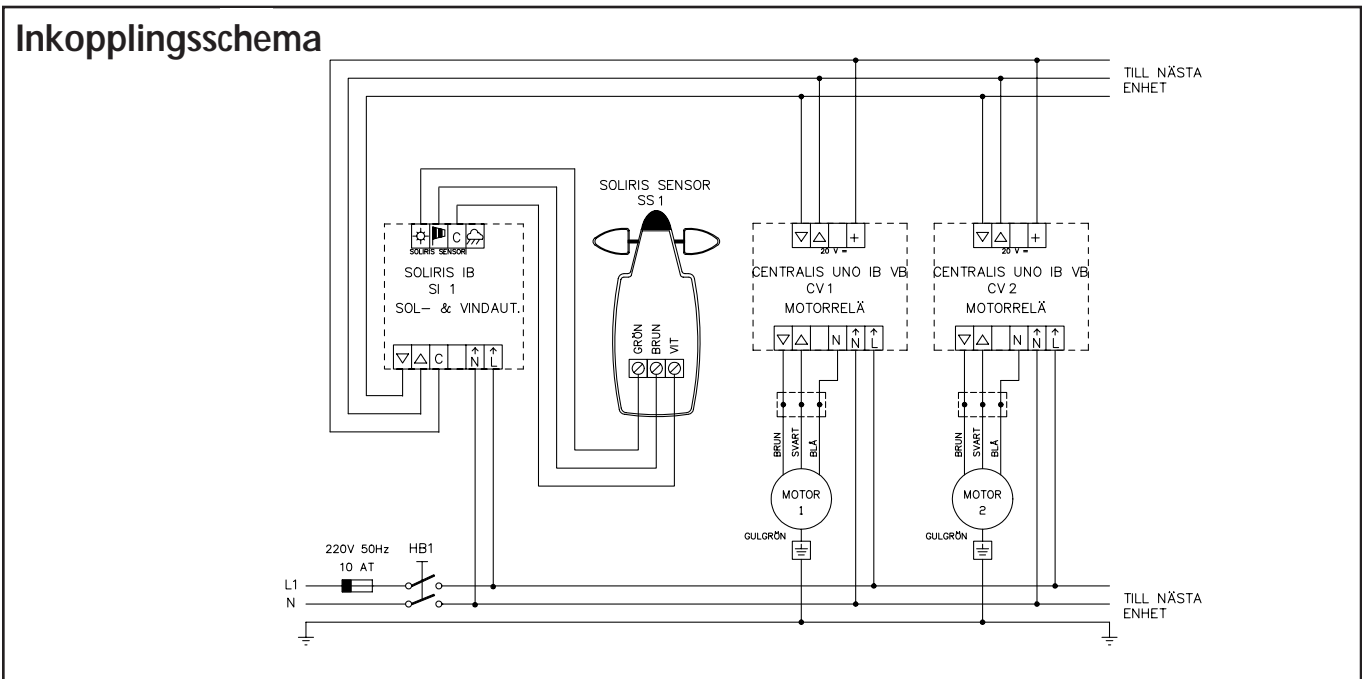 Inkopplingsschema
TILL NÄSTA
ENHET
SOLIRIS SENSOR
SS 1
C
SOLIRIS SENSOR
SOLIRIS IB
SI 1
SOL– & VINDAUT.
C N L
GRÖN
BRUN
VIT
+
20 V =
CENTRALIS UNO IB VB
CV 1
MOTORRELÄ
N N L
BRUN
SVART
BLÅ
MOTOR
1
GULGRÖN
+
20 V =
CENTRALIS UNO IB VB
CV 2
MOTORRELÄ
N N L
BRUN
SVART
BLÅ
MOTOR
2
GULGRÖN
220V 50Hz
10 AT
HB1
L1
N
TILL NÄSTA
ENHET